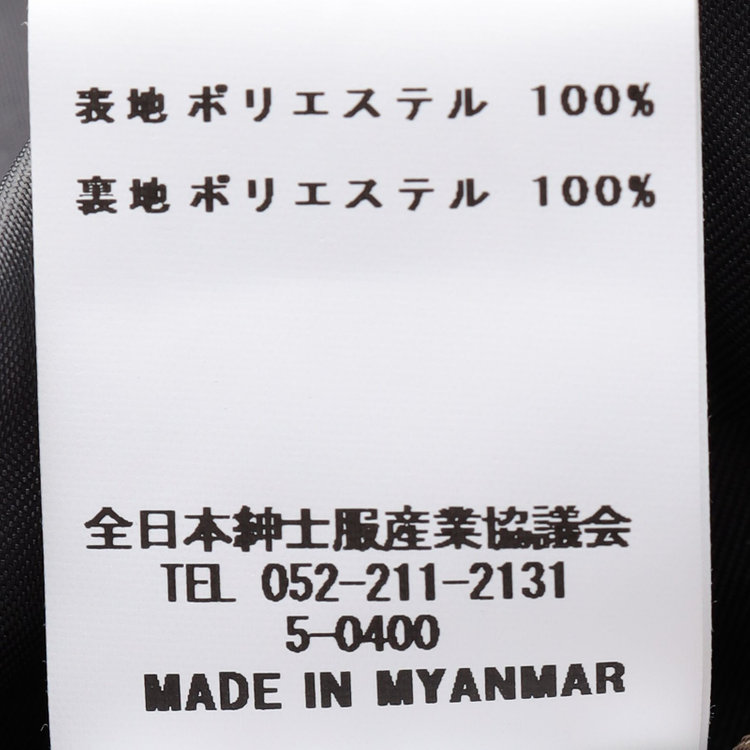 表地 ポリエステル 100%
裏地 ポリエステル 100%
全日本紳士服産業協議会
TEL 052-211-2131
5-0400
MADE IN MYANMAR